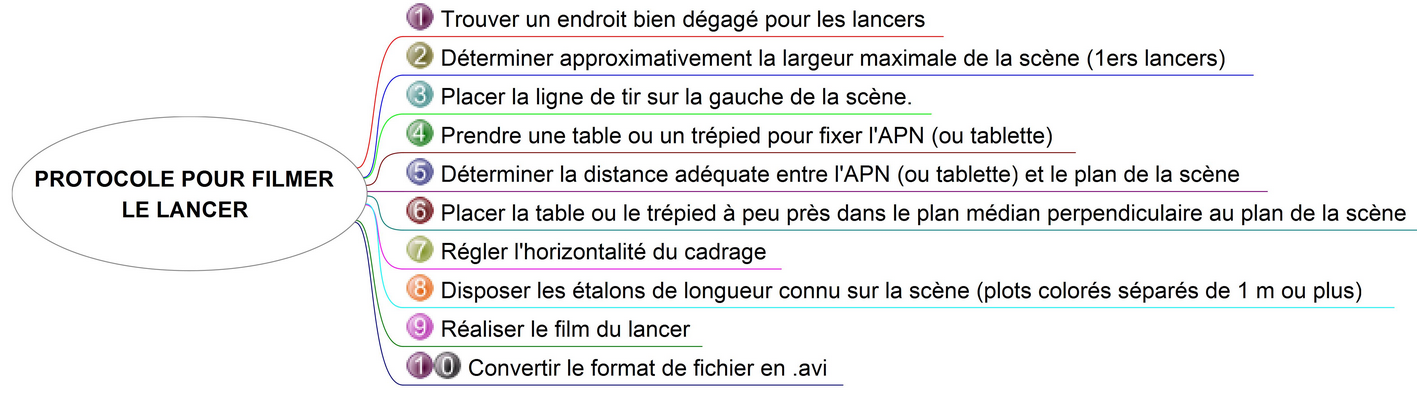 PROTOCOLE POUR FILMER
LE LANCER
1 Trouver un endroit bien dégagé pour les lancers
2 Déterminer approximativement la largeur maximale de la scène (1ers lancers)
3 Placer la ligne de tir sur la gauche de la scène.
4 Prendre une table ou un trépied pour fixer l'APN (ou tablette)
5 Déterminer la distance adéquate entre l'APN (ou tablette) et le plan de la scène
6 Placer la table ou le trépied à peu près dans le plan médian perpendiculaire au plan de la scène
7 Régler l'horizontalité du cadrage
8 Disposer les étalons de longueur connu sur la scène (plots colorés séparés de 1 m ou plus)
9 Réaliser le film du lancer
10 Convertir le format de fichier en .avi